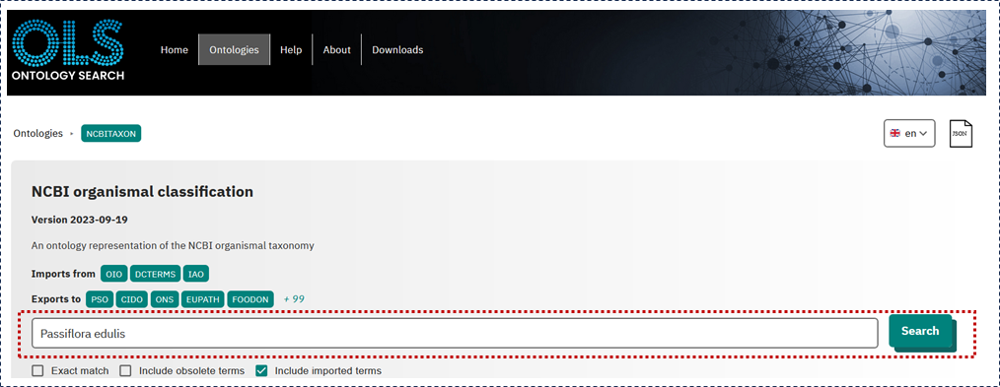 OLS
ONTOLOGY SEARCH
Home Ontologies Help About Downloads
Ontologies ▸ NCBITAXON
en
JSON
NCBI organismal classification
Version 2023-09-19
An ontology representation of the NCBI organismal taxonomy
Imports from OIO DCTERMS IAO
Exports to PSO CIDO ONS EUPATH FOODON + 99
Passiflora edulis
Search
Exact match Include obsolete terms Include imported terms